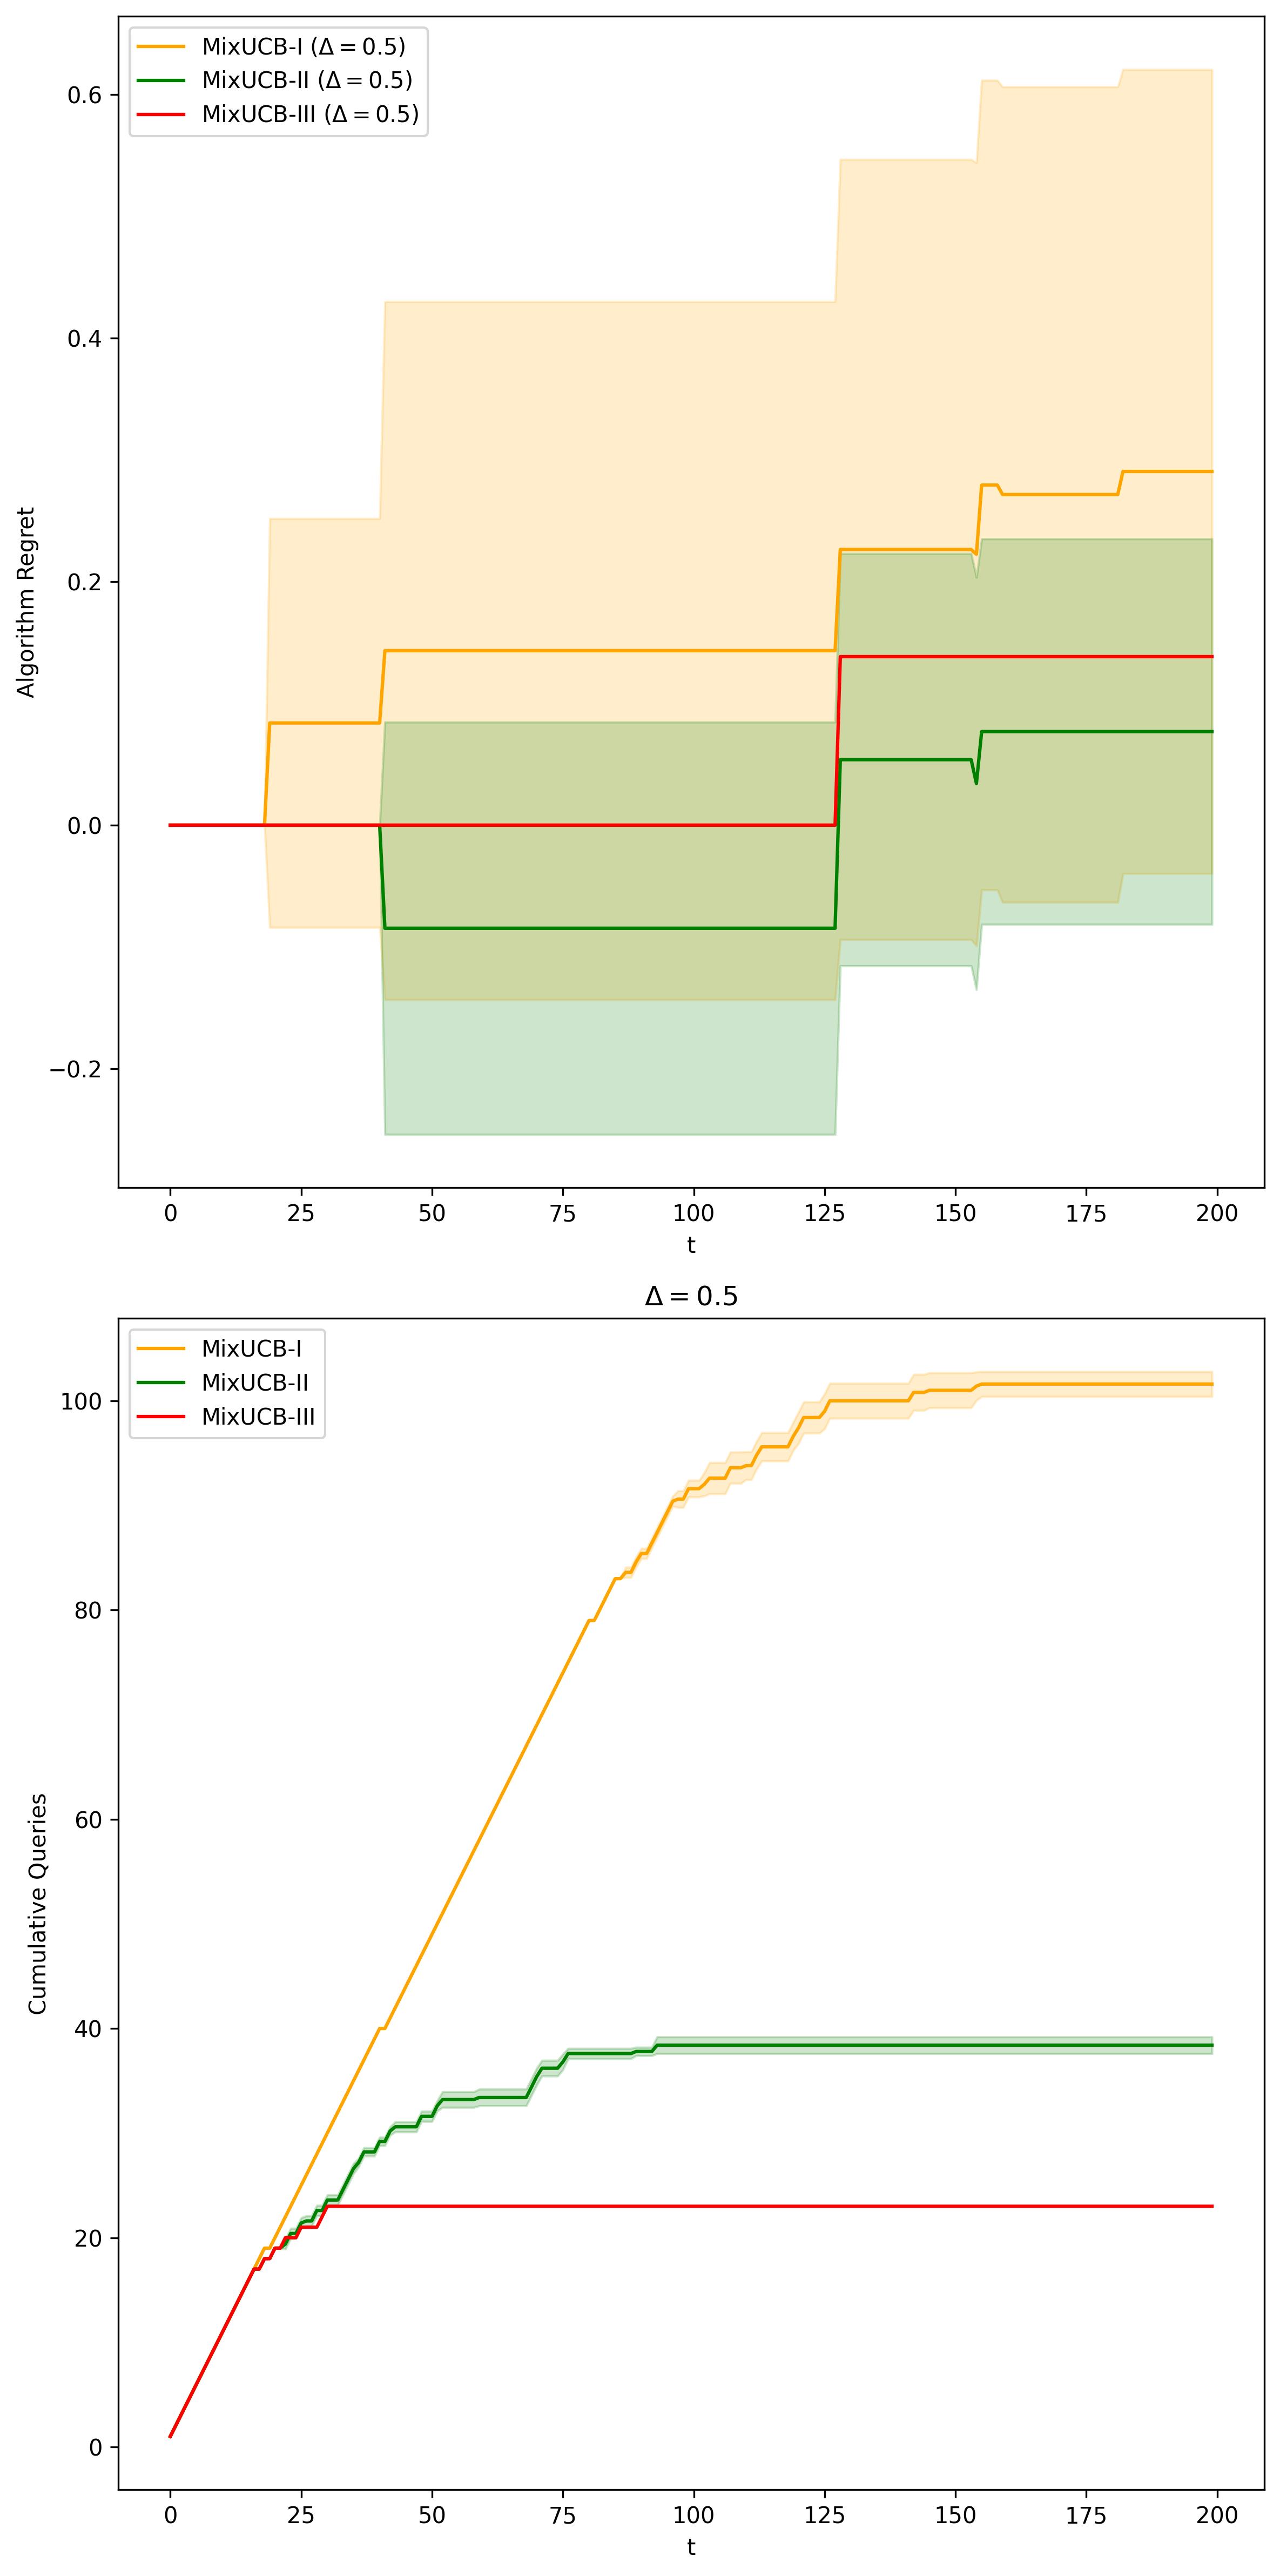 MixUCB-I (Δ = 0.5)
MixUCB-II (Δ = 0.5)
MixUCB-III (Δ = 0.5)
0.6
0.4
0.2
0.0
−0.2
Algorithm Regret
0 25 50 75 100 125 150 175 200
t
Δ = 0.5
MixUCB-I
MixUCB-II
MixUCB-III
100
80
60
40
20
0
Cumulative Queries
0 25 50 75 100 125 150 175 200
t